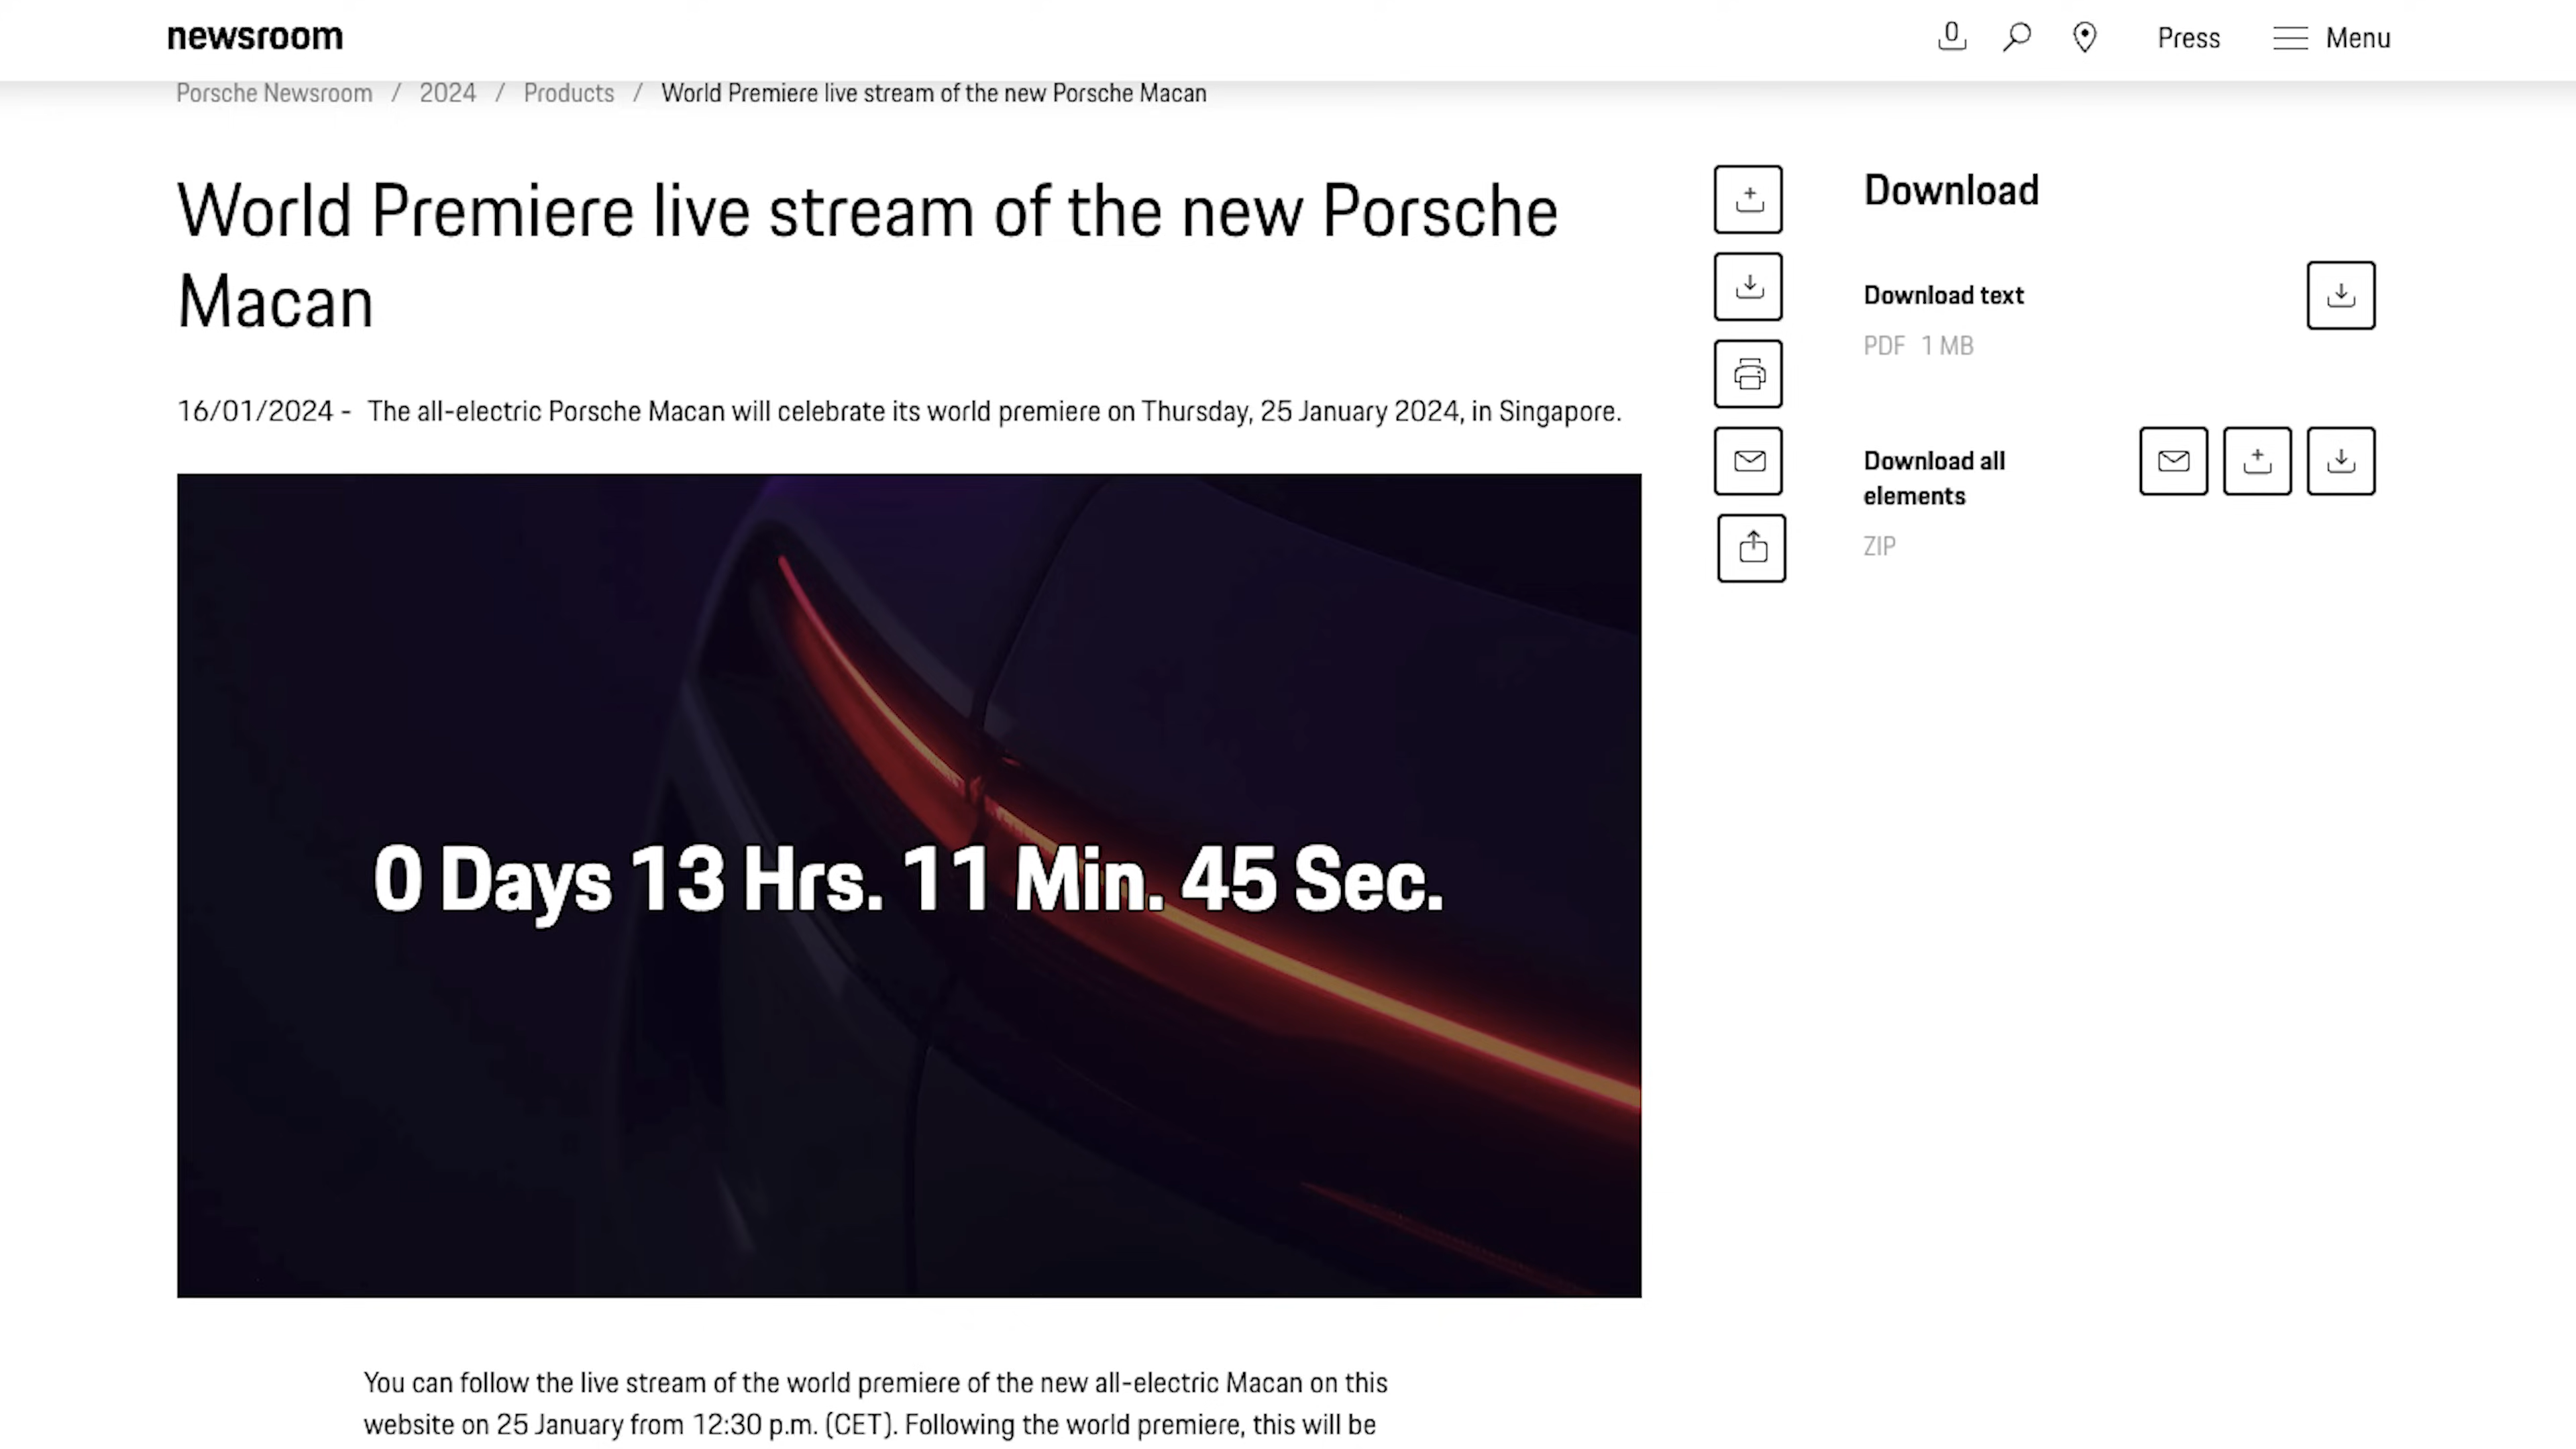 newsroom
0
Press
Menu
Porsche Newsroom / 2024 / Products / World Premiere live stream of the new Porsche Macan
World Premiere live stream of the new Porsche
Macan
16/01/2024 - The all-electric Porsche Macan will celebrate its world premiere on Thursday, 25 January 2024, in Singapore.
0 Days 13 Hrs. 11 Min. 45 Sec.
You can follow the live stream of the world premiere of the new all-electric Macan on this
website on 25 January from 12:30 p.m. (CET). Following the world premiere, this will be
Download
Download text
PDF 1 MB
Download all
elements
ZIP